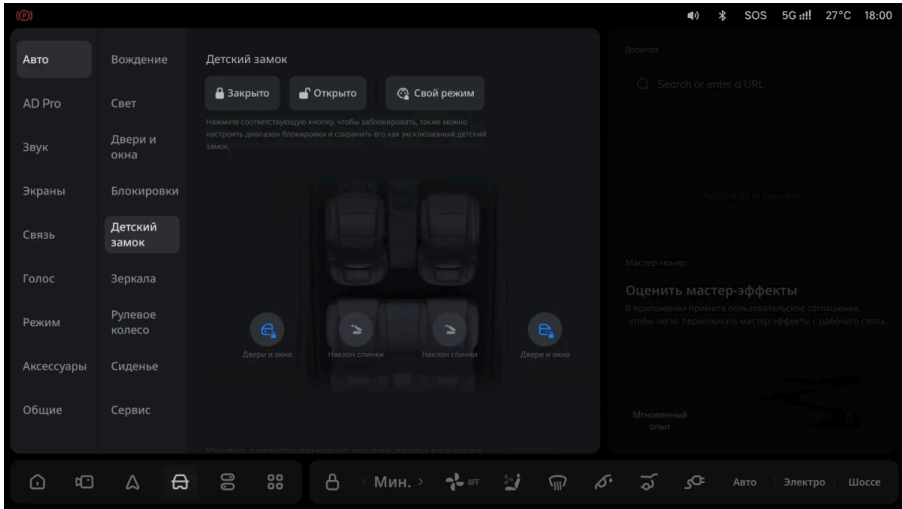 SOS 5G 27°C 18:00
Авто
AD Pro
Звук
Экраны
Связь
Голос
Режим
Аксессуары
Общие
Вождение
Свет
Двери и
окна
Блокировки
Детский
замок
Зеркала
Рулевое
колесо
Сиденье
Сервис
Детский замок
Закрыто
Открыто
Свой режим
Нажмите соответствующую кнопку, чтобы заблокировать, также можно
настроить диапазон блокировки и сохранить его как эксклюзивный детский
замок.
Двери и окна
Наклон спинки
Наклон спинки
Двери и окна
Browser
Search or enter a URL
Мастер-тюнер
Оценить мастер-эффекты
В приложении примите пользовательское соглашение,
чтобы легко переключать мастер-эффекты с рабочего стола.
Мгновенный
опыт
Мин.
OFF
Авто
Электро
Шоссе